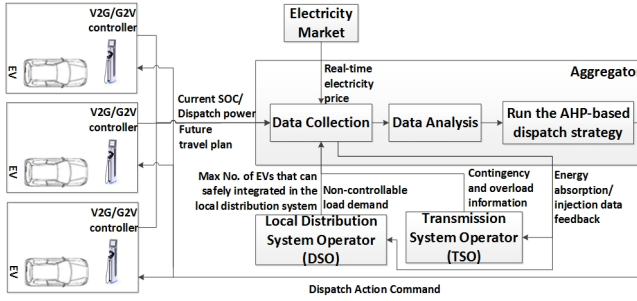 V2G/G2V
controller
EV
V2G/G2V
controller
EV
V2G/G2V
controller
EV
Current SOC/
Dispatch power
Future
travel plan
Electricity
Market
Real-time
electricity
price
Aggregator
Data Collection
Data Analysis
Run the AHP-based
dispatch strategy
Max No. of EVs that can
safely integrated in the
local distribution system
Non-controllable
load demand
Contingency
and overload
information
Energy
absorption/
injection data
feedback
Local Distribution
System Operator
(DSO)
Transmission
System Operator
(TSO)
Dispatch Action Command